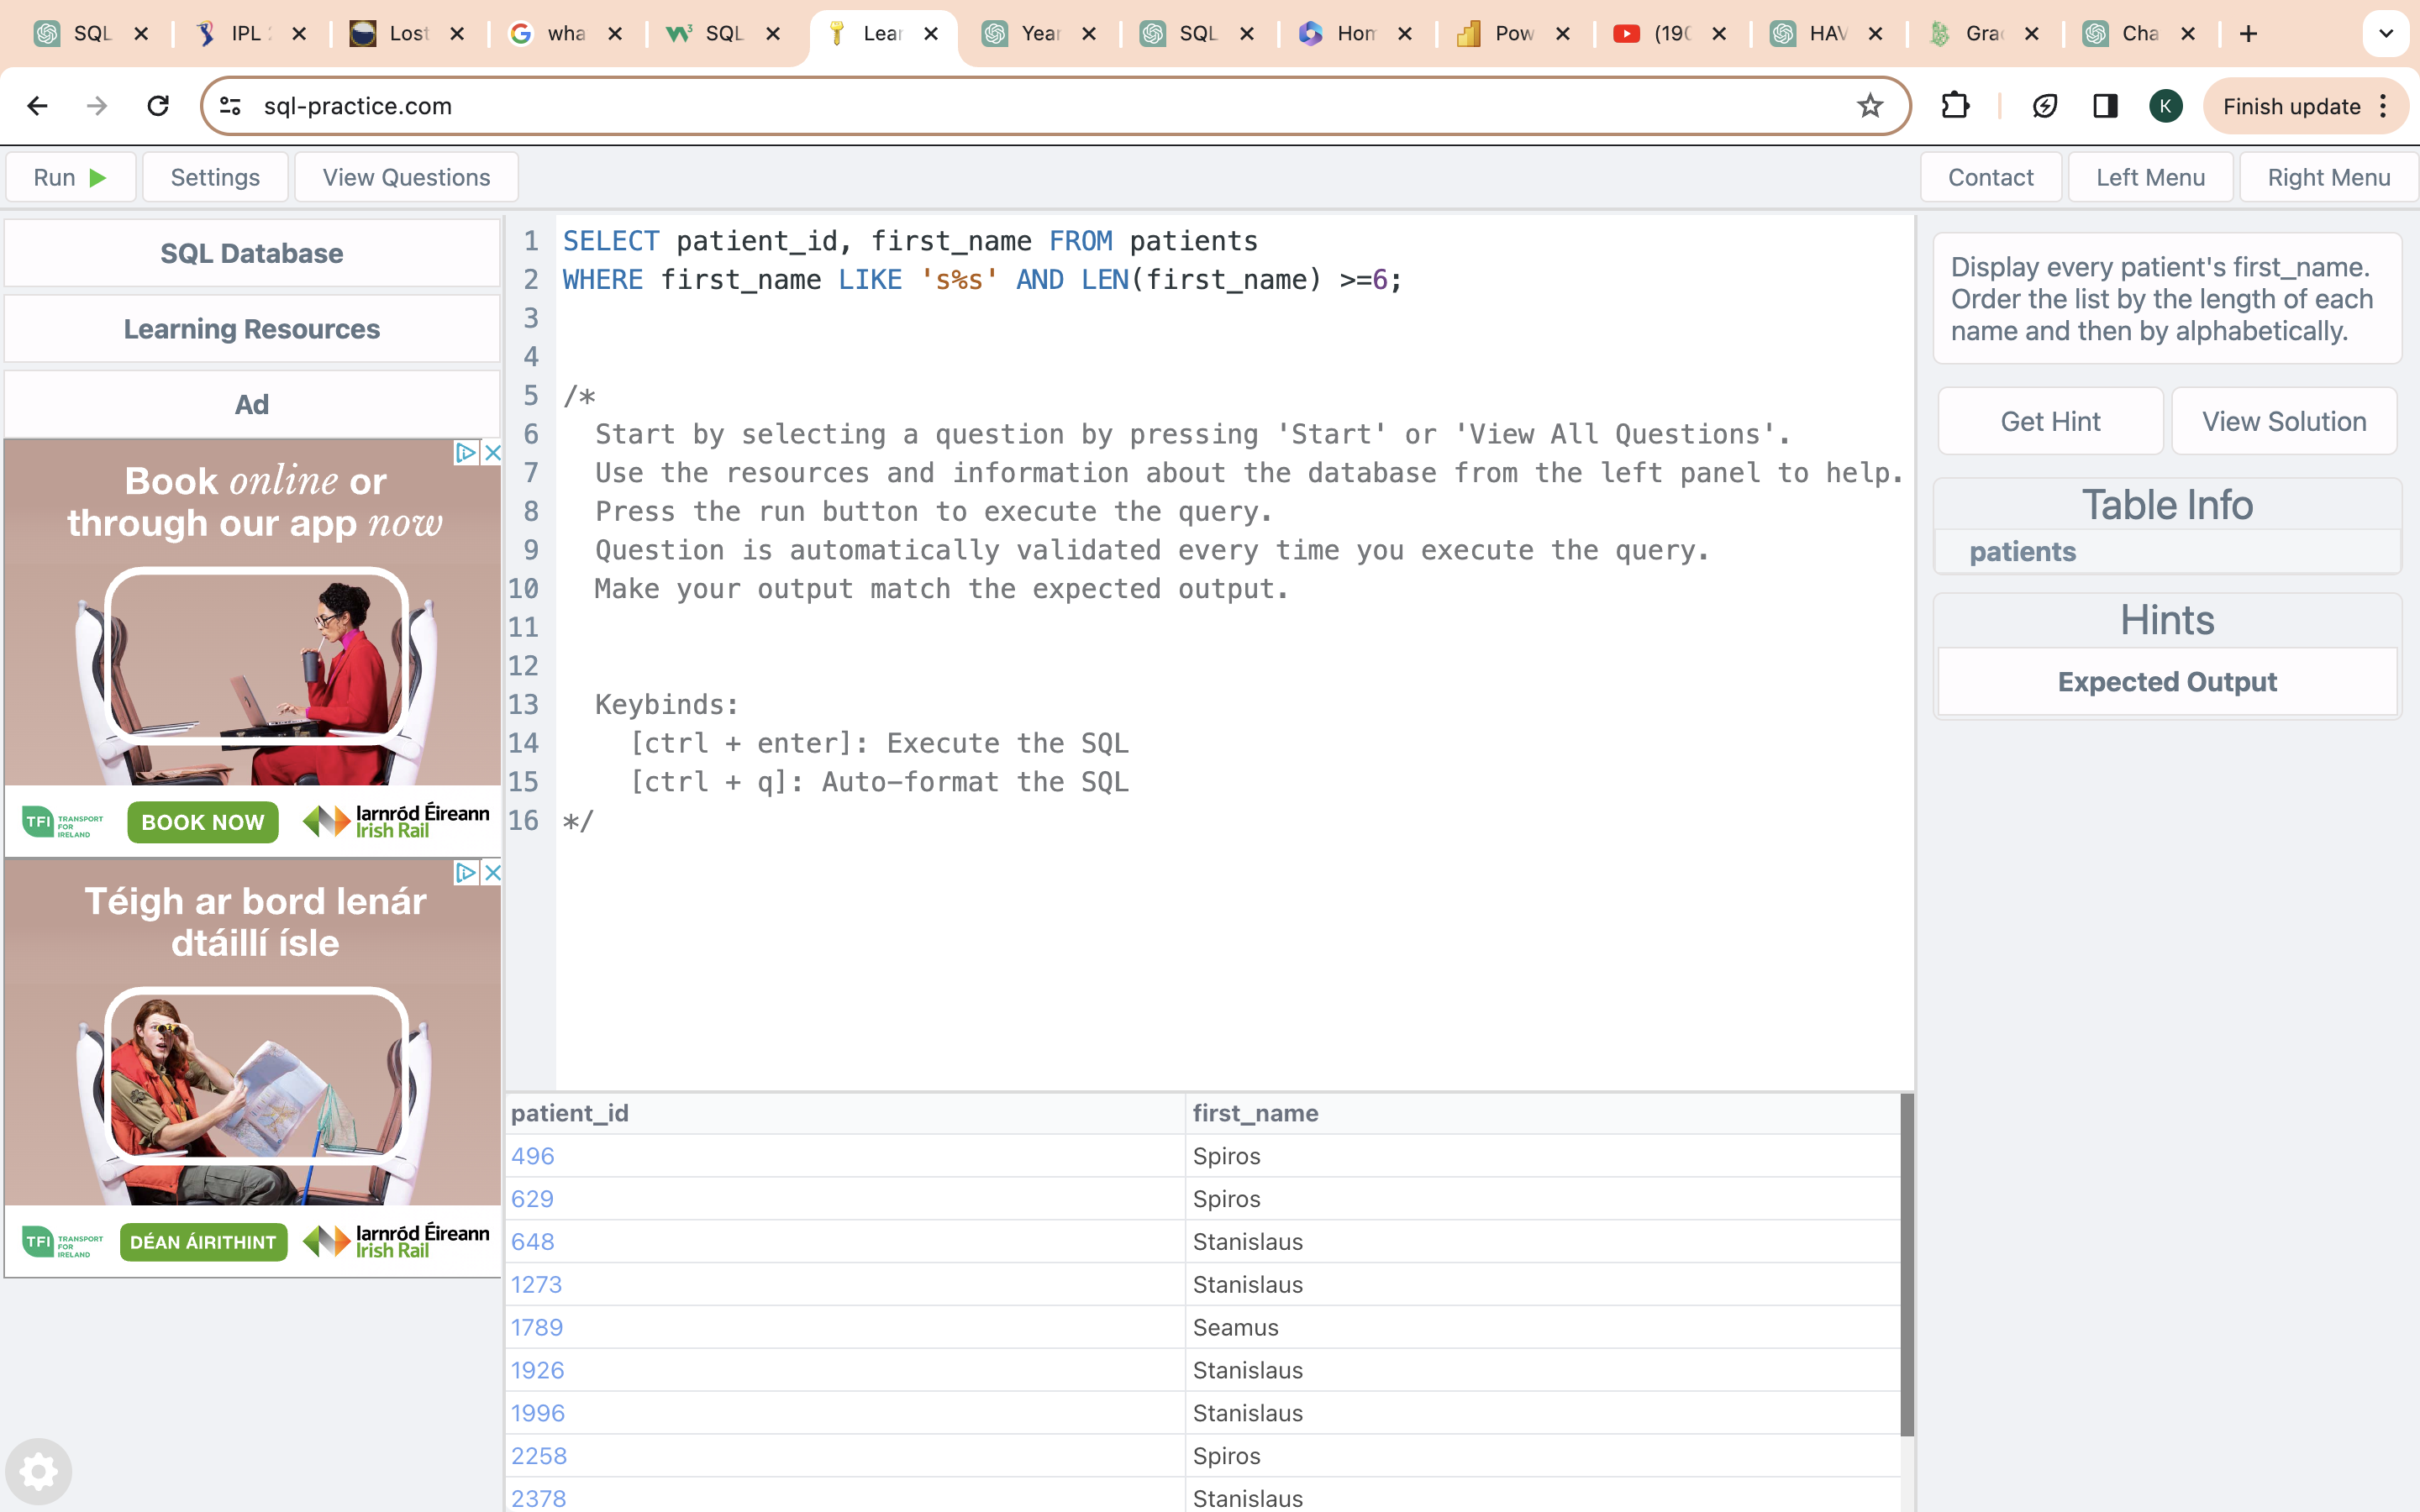 SQL
IPL
Lost
wha
SQL
Lear
Year
SQL
Hom
Pow
(190
HAV
Grad
Cha
sql-practice.com
K
Finish update
Run
Settings
View Questions
Contact
Left Menu
Right Menu
SQL Database
Learning Resources
Ad
Book online or
through our app now
TFI TRANSPORT
FOR
IRELAND
BOOK NOW
Iarnród Éireann
Irish Rail
Téigh ar bord lenár
dtáillí ísle
TFI TRANSPORT
FOR
IRELAND
DÉAN ÁIRITHINT
Iarnród Éireann
Irish Rail
1 SELECT patient_id, first_name FROM patients
2 WHERE first_name LIKE 's%s' AND LEN(first_name) >=6;
3
4
5 /*
6 Start by selecting a question by pressing 'Start' or 'View All Questions'.
7 Use the resources and information about the database from the left panel to help.
8 Press the run button to execute the query.
9 Question is automatically validated every time you execute the query.
10 Make your output match the expected output.
11
12
13 Keybinds:
14 [ctrl + enter]: Execute the SQL
15 [ctrl + q]: Auto-format the SQL
16 */
patient_id first_name
496 Spiros
629 Spiros
648 Stanislaus
1273 Stanislaus
1789 Seamus
1926 Stanislaus
1996 Stanislaus
2258 Spiros
2378 Stanislaus
Display every patient's first_name.
Order the list by the length of each
name and then by alphabetically.
Get Hint
View Solution
Table Info
patients
Hints
Expected Output